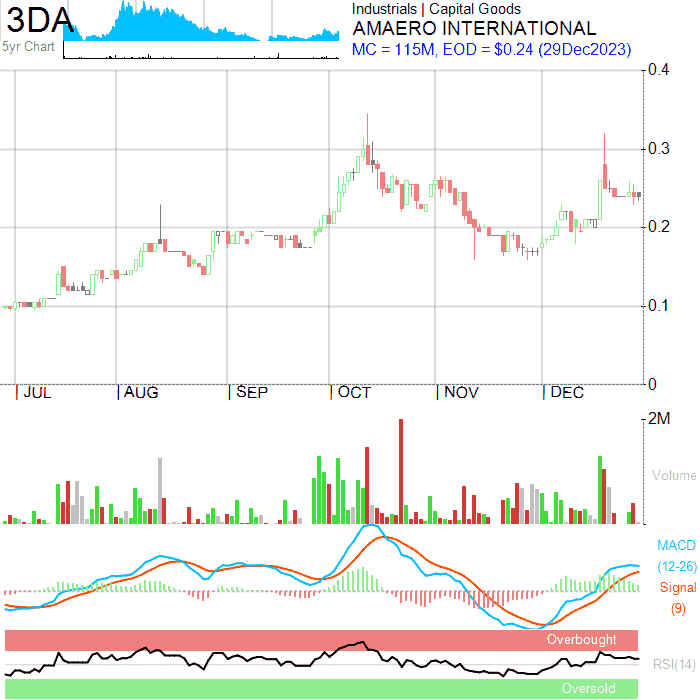 3DA
5yr Chart
Industrials | Capital Goods
AMAERO INTERNATIONAL
MC = 115M, EOD = $0.24 (29Dec2023)
0.4
0.3
0.2
0.1
0
JUL AUG SEP OCT NOV DEC
2M
Volume
MACD
(12-26)
Signal
(9)
Overbought
RSI(14)
Oversold